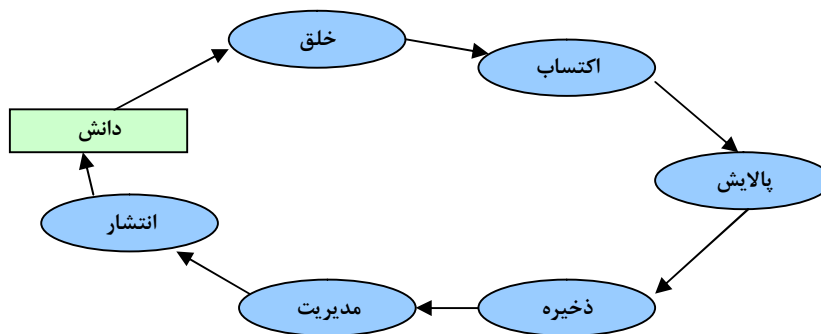 خلق
اکتساب
دانش
پالایش
انتشار
ذخیره
مدیریت